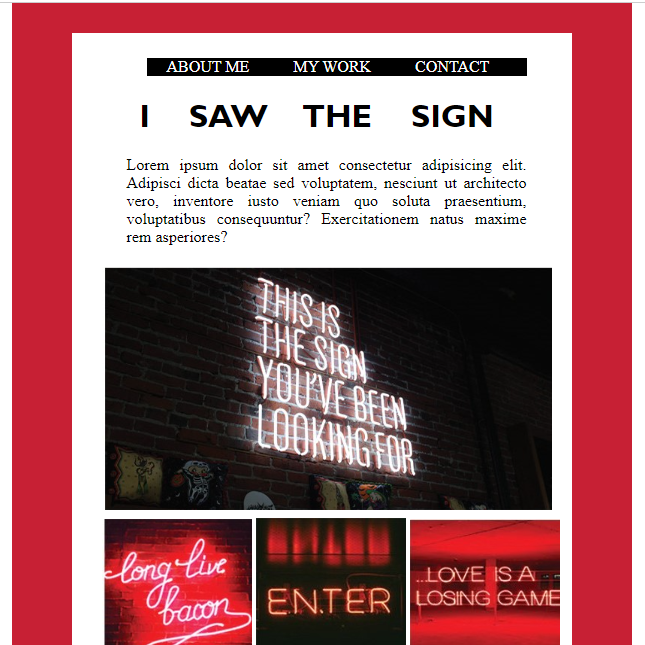 ABOUT ME MY WORK CONTACT
I SAW THE SIGN
Lorem ipsum dolor sit amet consectetur adipisicing elit.
Adipisci dicta beatae sed voluptatem, nesciunt ut architecto
vero, inventore iusto veniam quo soluta praesentium,
voluptatibus consequuntur? Exercitationem natus maxime
rem asperiores?
THIS IS
THE SIGN
YOU'VE BEEN
LOOKING FOR
long live
bacon
ENTER
...LOVE IS A
LOSING GAME